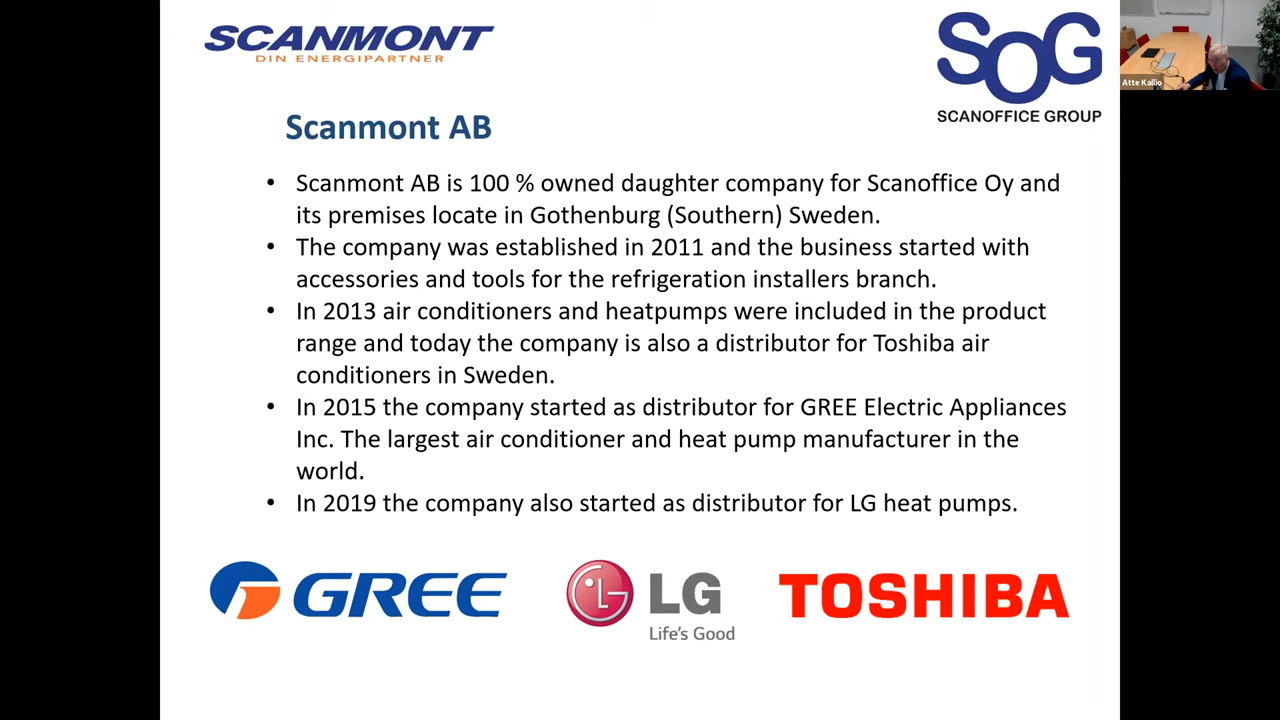 SCANMONT
DIN ENERGIPARTNER
SOG
SCANOFFICE GROUP
Atte Kallio
Scanmont AB
• Scanmont AB is 100 % owned daughter company for Scanoffice Oy and
its premises locate in Gothenburg (Southern) Sweden.
• The company was established in 2011 and the business started with
accessories and tools for the refrigeration installers branch.
• In 2013 air conditioners and heatpumps were included in the product
range and today the company is also a distributor for Toshiba air
conditioners in Sweden.
• In 2015 the company started as distributor for GREE Electric Appliances
Inc. The largest air conditioner and heat pump manufacturer in the
world.
• In 2019 the company also started as distributor for LG heat pumps.
GREE
LG
Life's Good
TOSHIBA